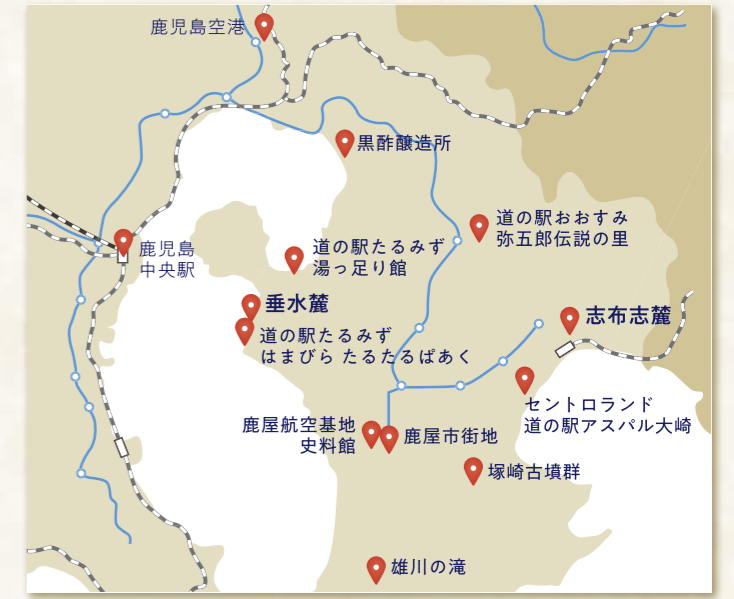 鹿児島空港
黒酢醸造所
道の駅おおすみ
弥五郎伝説の里
鹿児島
中央駅
道の駅たるみず
湯っ足り館
垂水麓
志布志麓
道の駅たるみず
はまびら たるたるぱあく
セントロランド
道の駅アスパル大崎
鹿屋航空基地
史料館
鹿屋市街地
塚崎古墳群
雄川の滝